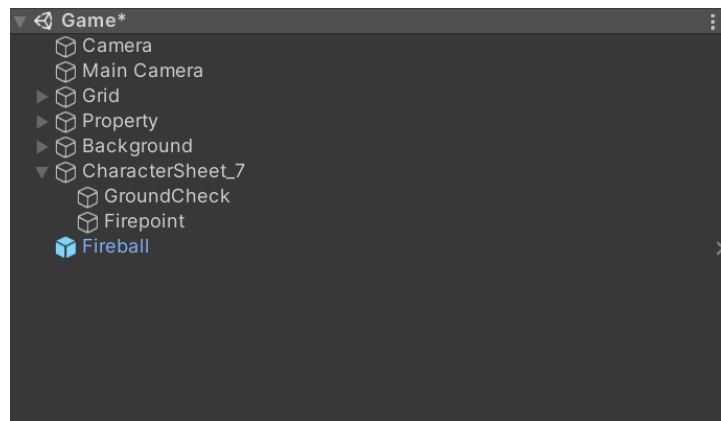 Game*
Camera
Main Camera
Grid
Property
Background
CharacterSheet_7
GroundCheck
Firepoint
Fireball